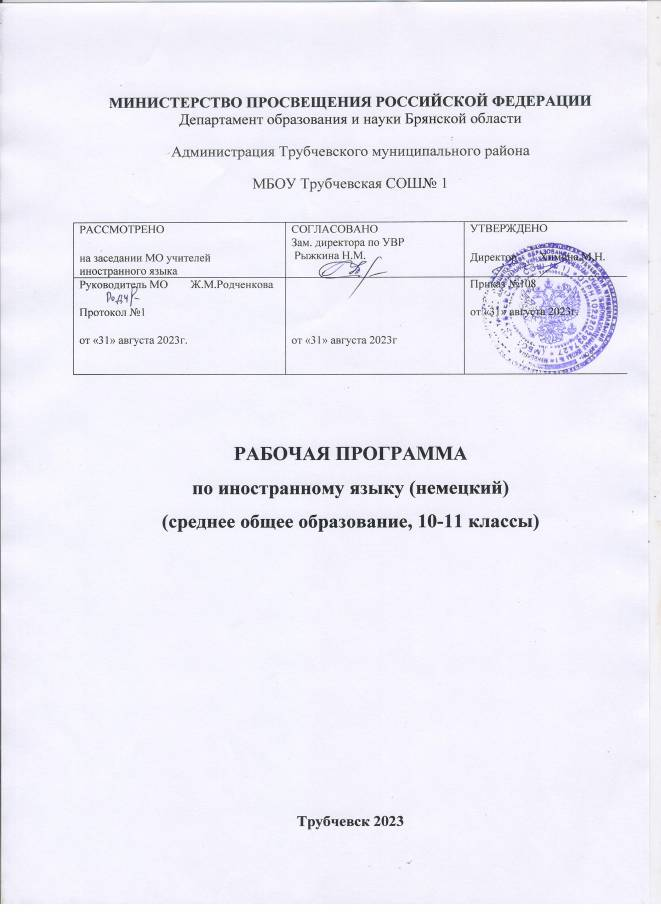 МИНИСТЕРСТВО ПРОСВЕЩЕНИЯ РОССИЙСКОЙ ФЕДЕРАЦИИ
Департамент образования и науки Брянской области
Администрация Трубчевского муниципального района
МБОУ Трубчевская СОШ№ 1
РАССМОТРЕНО
на заседании МО учителей
иностранного языка
Руководитель МО Ж.М.Родченкова
Протокол №1
от «31» августа 2023г.
СОГЛАСОВАНО
Зам. директора по УВР
Рыжкина Н.М.
от «31» августа 2023г
УТВЕРЖДЕНО
Директор М.Н.
Приказ №108
от «31» августа 2023г.
РАБОЧАЯ ПРОГРАММА
по иностранному языку (немецкий)
(среднее общее образование, 10-11 классы)
Трубчевск 2023